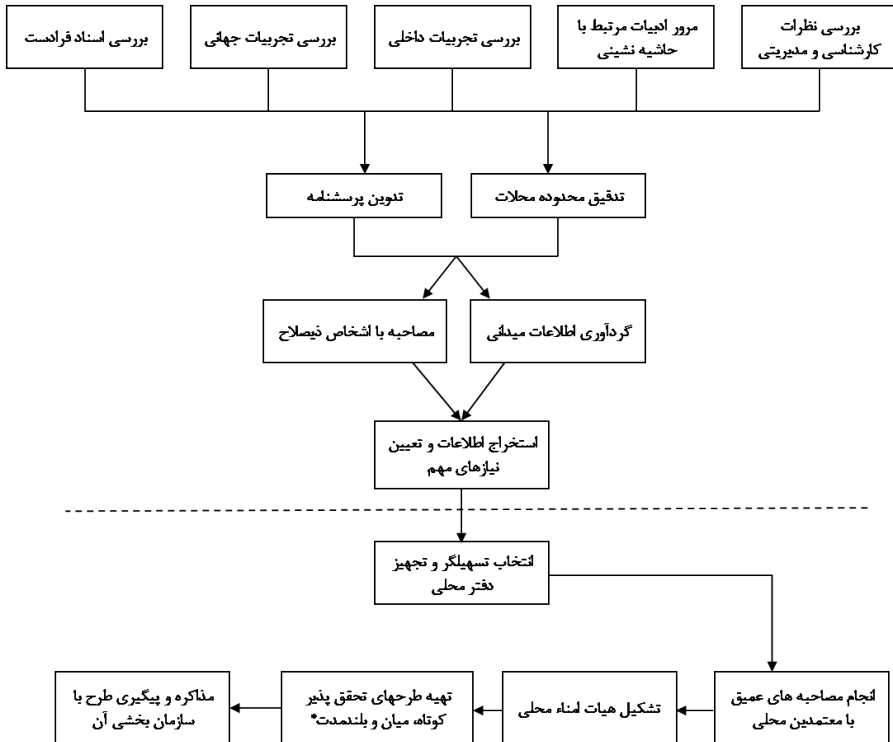 بررسی نظرات
کارشناسی و مدیریتی
مرور ادبیات مرتبط با
حاشیه نشینی
بررسی تجربیات داخلی
بررسی تجربیات جهانی
بررسی اسناد فرادست
تدقیق محدوده محلات
تدوین پرسشنامه
گردآوری اطلاعات میدانی
مصاحبه با اشخاص ذیصلاح
استخراج اطلاعات و تعیین
نیازهای مهم
انتخاب تسهیلگر و تجهیز
دفتر محلی
انجام مصاحبه های عمیق
با معتمدین محلی
تشکیل هیات امناء محلی
تهیه طرحهای تحقق پذیر
کوتاه، میان و بلندمدت*
مذاکره و پیگیری طرح با
سازمان بخشی آن